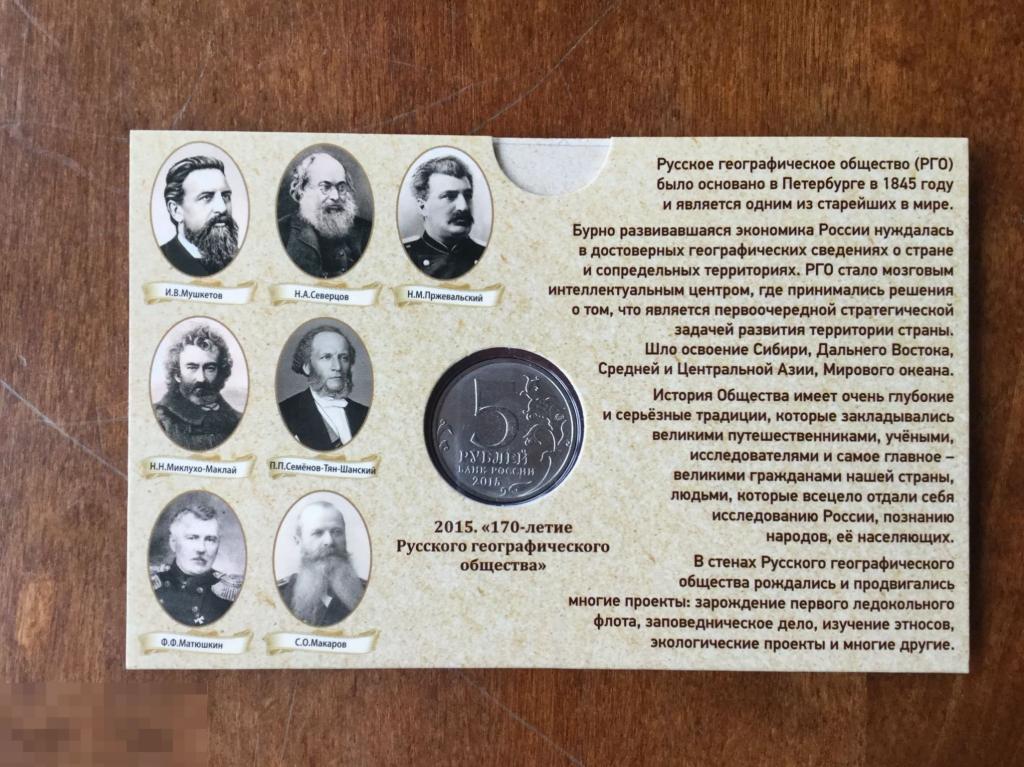 И.В.Мушкетов
Н.А.Северцов
Н.М.Пржевальский
Н.Н.Миклухо-Маклай
П.П.Семёнов-Тян-Шанский
Ф.Ф.Матюшкин
С.О.Макаров
5
РУБЛЕЙ
БАНК РОССИИ
2015
2015. «170-летие
Русского географического
общества»
Русское географическое общество (РГО)
было основано в Петербурге в 1845 году
и является одним из старейших в мире.
Бурно развивавшаяся экономика России нуждалась
в достоверных географических сведениях о стране
и сопредельных территориях. РГО стало мозговым
интеллектуальным центром, где принимались решения
о том, что является первоочередной стратегической
задачей развития территории страны.
Шло освоение Сибири, Дальнего Востока,
Средней и Центральной Азии, Мирового океана.
История Общества имеет очень глубокие
и серьёзные традиции, которые закладывались
великими путешественниками, учёными,
исследователями и самое главное –
великими гражданами нашей страны,
людьми, которые всецело отдали себя
исследованию России, познанию
народов, её населяющих.
В стенах Русского географического
общества рождались и продвигались
многие проекты: зарождение первого ледокольного
флота, заповедническое дело, изучение этносов,
экологические проекты и многие другие.